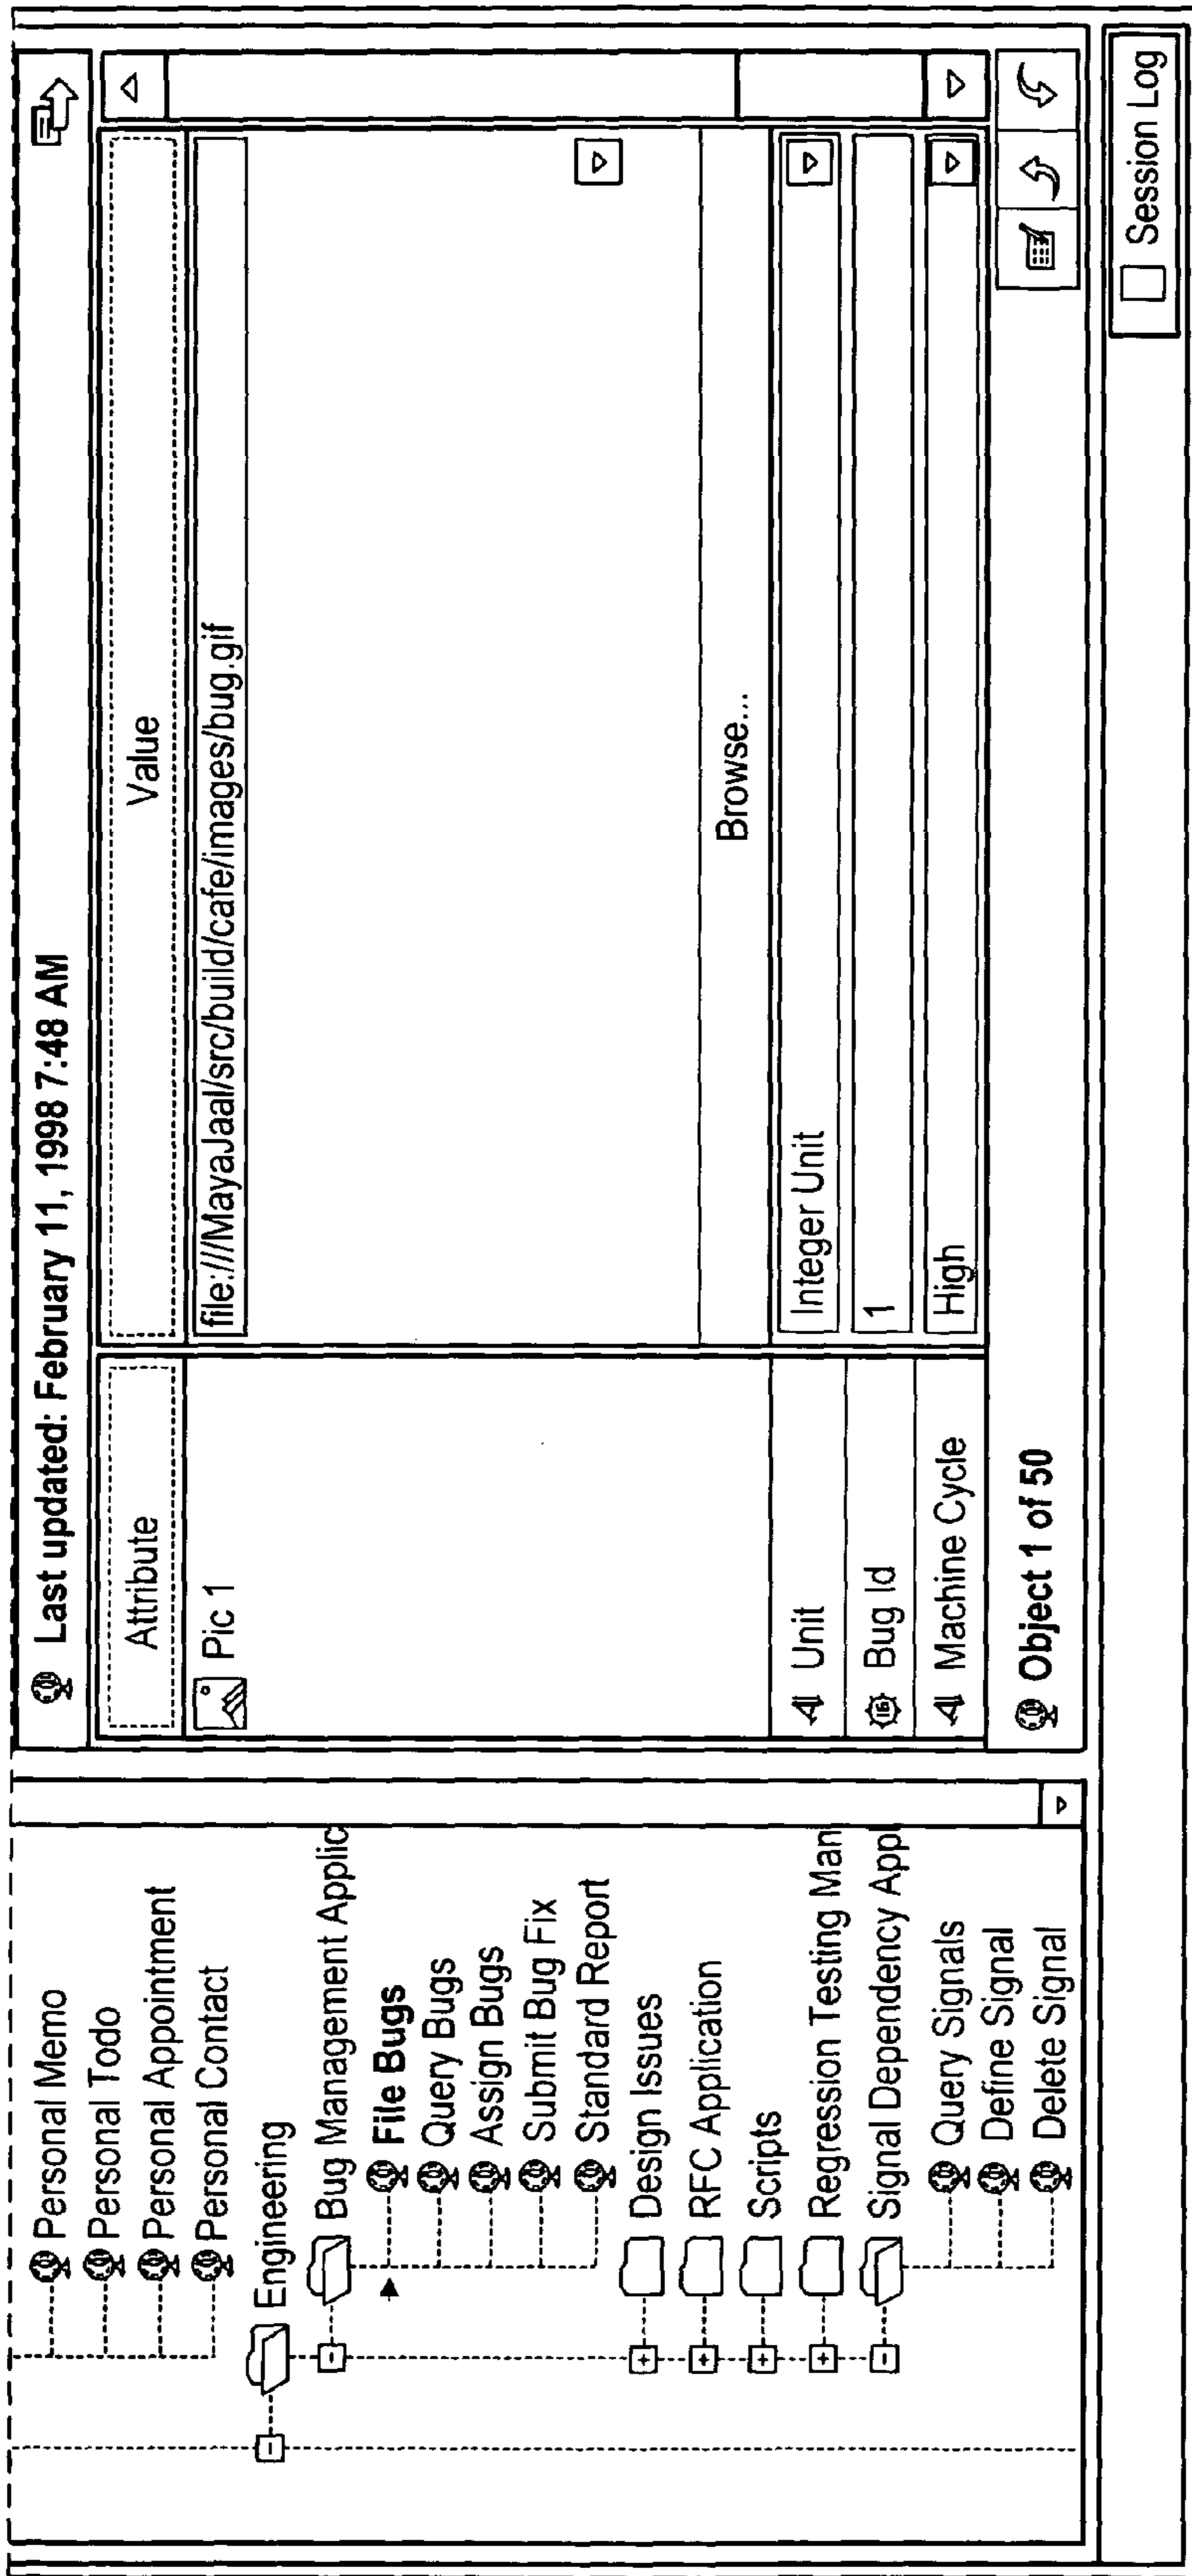 Personal Memo
Personal Todo
Personal Appointment
Personal Contact
Engineering
Bug Management Applic
File Bugs
Query Bugs
Assign Bugs
Submit Bug Fix
Standard Report
Design Issues
RFC Application
Scripts
Regression Testing Man
Signal Dependency Appl
Query Signals
Define Signal
Delete Signal
Last updated: February 11, 1998 7:48 AM
Attribute Value
Pic 1 file:///MayaJaal/src/build/cafe/images/bug.gif
Browse...
Unit Integer Unit
16 Bug Id 1
Machine Cycle High
Object 1 of 50
Session Log